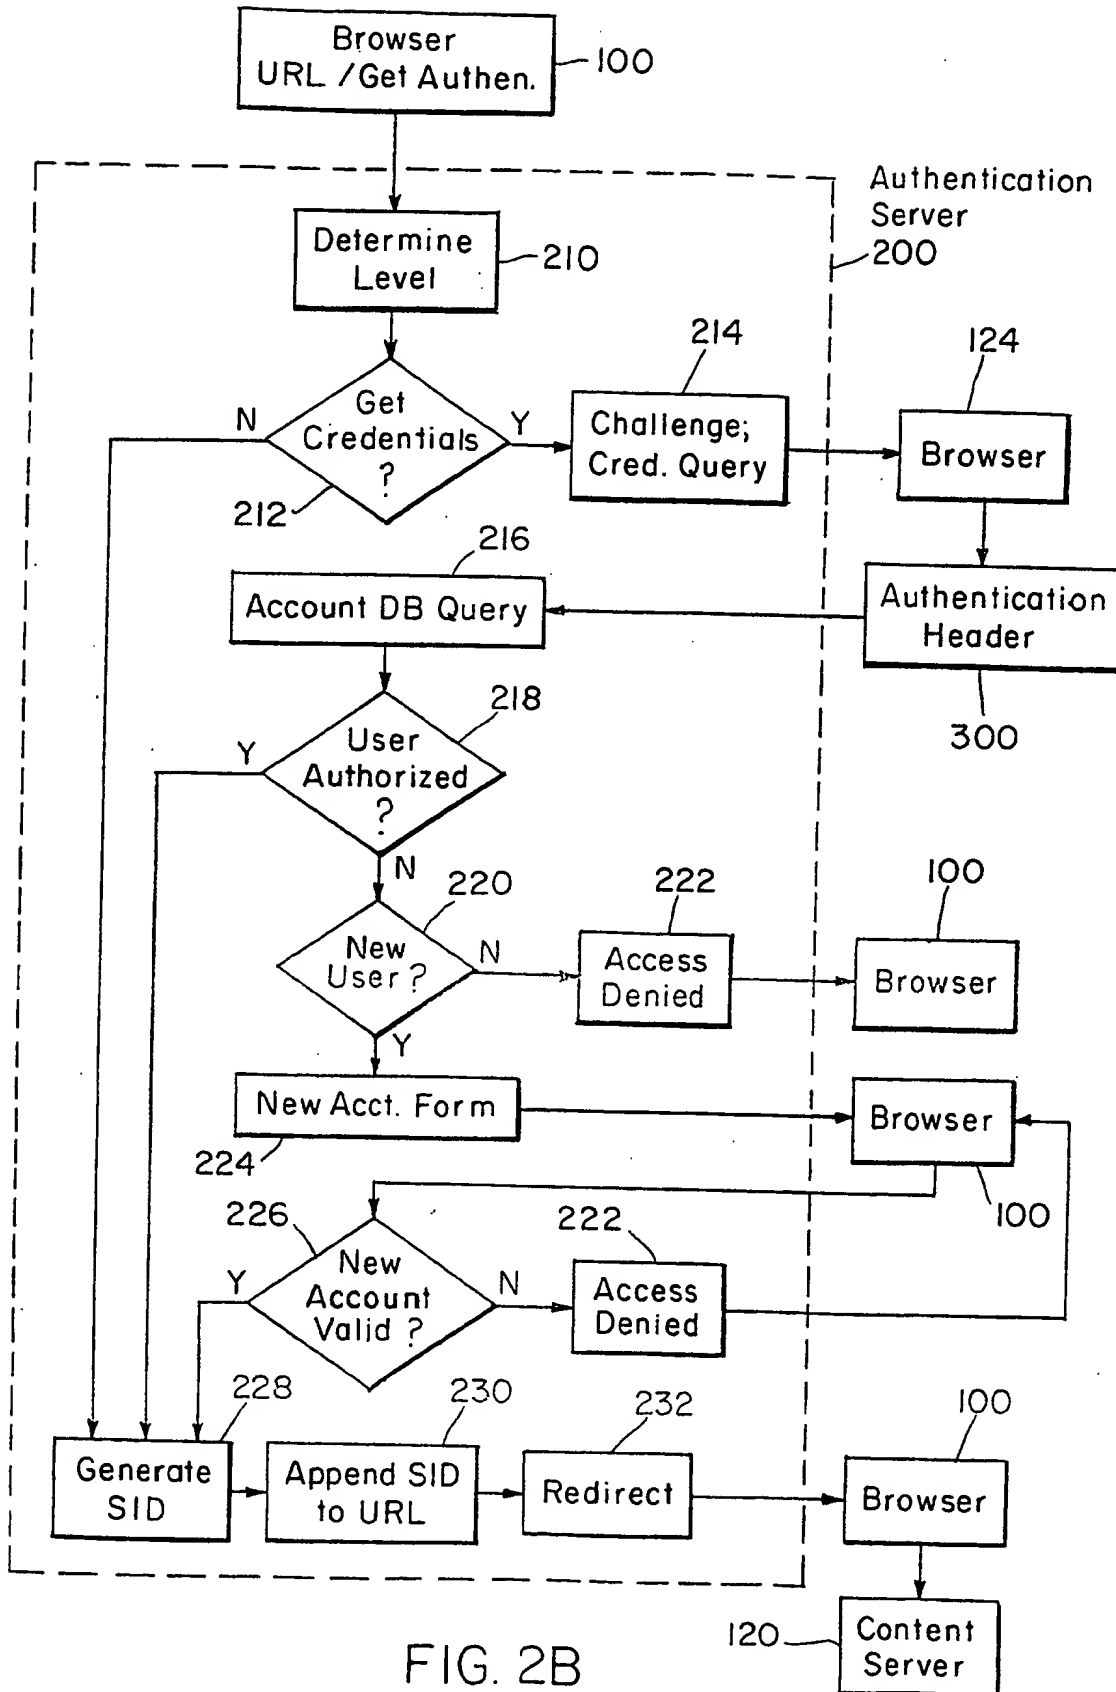 Browser
URL /Get Authen.
100
Authentication
Server
200
Determine
Level
210
214
124
Get
Credentials
?
N
Y
212
Challenge;
Cred. Query
Browser
216
Account DB Query
Authentication
Header
300
218
User
Authorized
?
Y
N
220
222
100
New
User ?
N
Y
Access
Denied
Browser
New Acct. Form
224
Browser
100
226
222
New
Account
Valid ?
Y
N
Access
Denied
228
230
232
100
Generate
SID
Append SID
to URL
Redirect
Browser
120
Content
Server
FIG. 2B